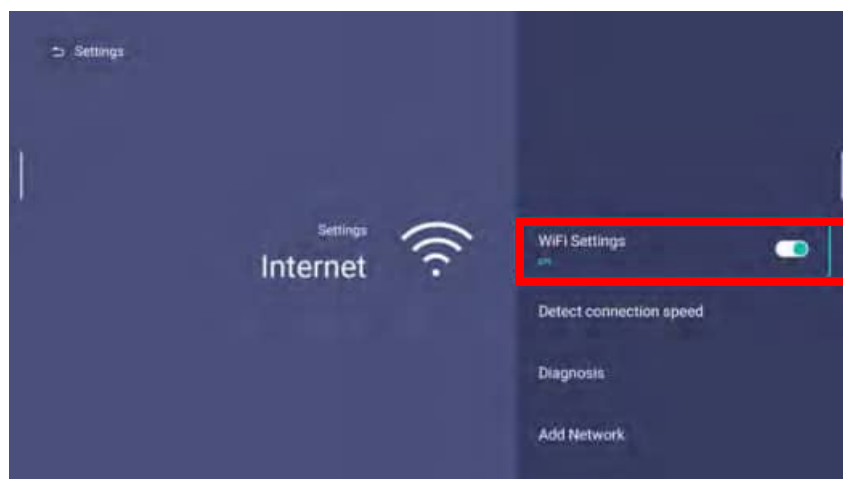 Settings
Settings
Internet
WiFi Settings
Detect connection speed
Diagnosis
Add Network